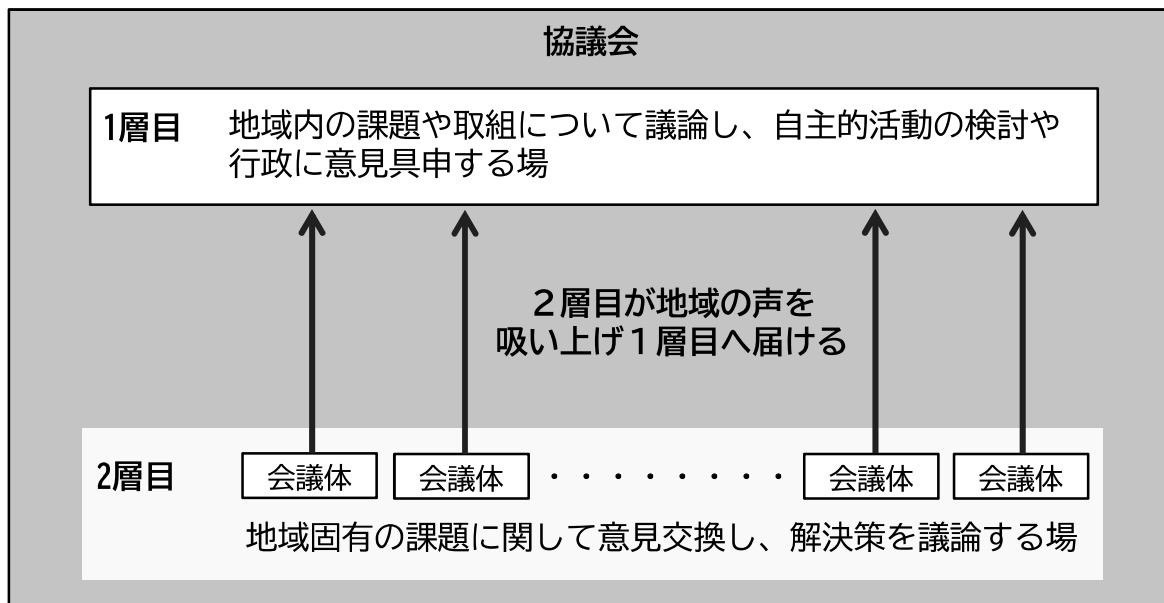 協議会
1層目 地域内の課題や取組について議論し、自主的活動の検討や
行政に意見具申する場
２層目が地域の声を
吸い上げ１層目へ届ける
2層目 会議体 会議体 ・・・・・・・・ 会議体 会議体
地域固有の課題に関して意見交換し、解決策を議論する場